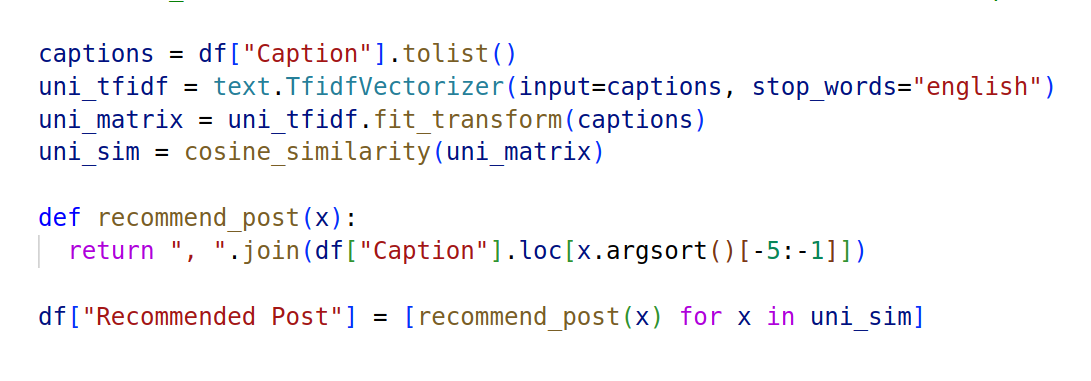 captions = df["Caption"].tolist()
uni_tfidf = text.TfidfVectorizer(input=captions, stop_words="english")
uni_matrix = uni_tfidf.fit_transform(captions)
uni_sim = cosine_similarity(uni_matrix)
def recommend_post(x):
return ", ".join(df["Caption"].loc[x.argsort()[-5:-1]])
df["Recommended Post"] = [recommend_post(x) for x in uni_sim]